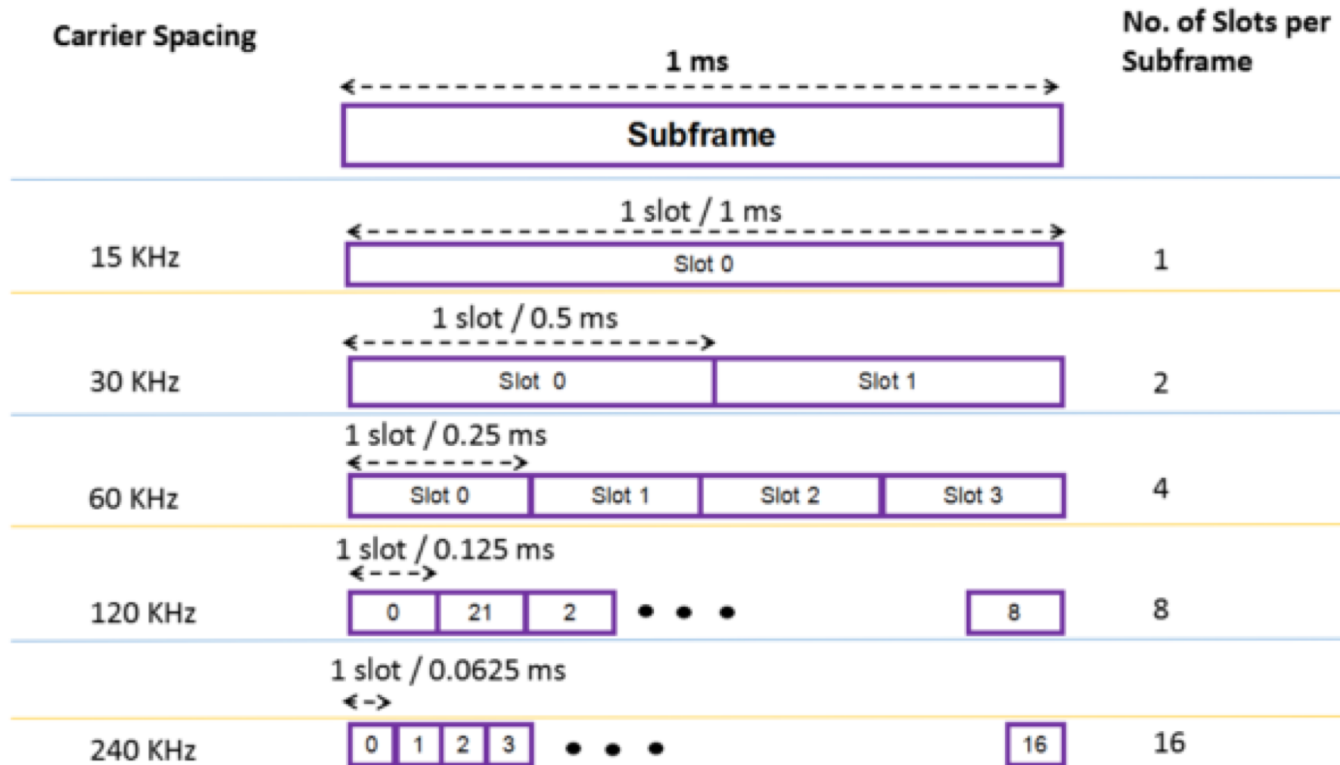 Carrier Spacing
No. of Slots per
Subframe
1 ms
Subframe
1 slot / 1 ms
15 KHz
Slot 0
1
1 slot / 0.5 ms
30 KHz
Slot 0
Slot 1
2
1 slot / 0.25 ms
60 KHz
Slot 0
Slot 1
Slot 2
Slot 3
4
1 slot / 0.125 ms
120 KHz
0
21
2
8
8
1 slot / 0.0625 ms
240 KHz
0
1
2
3
16
16